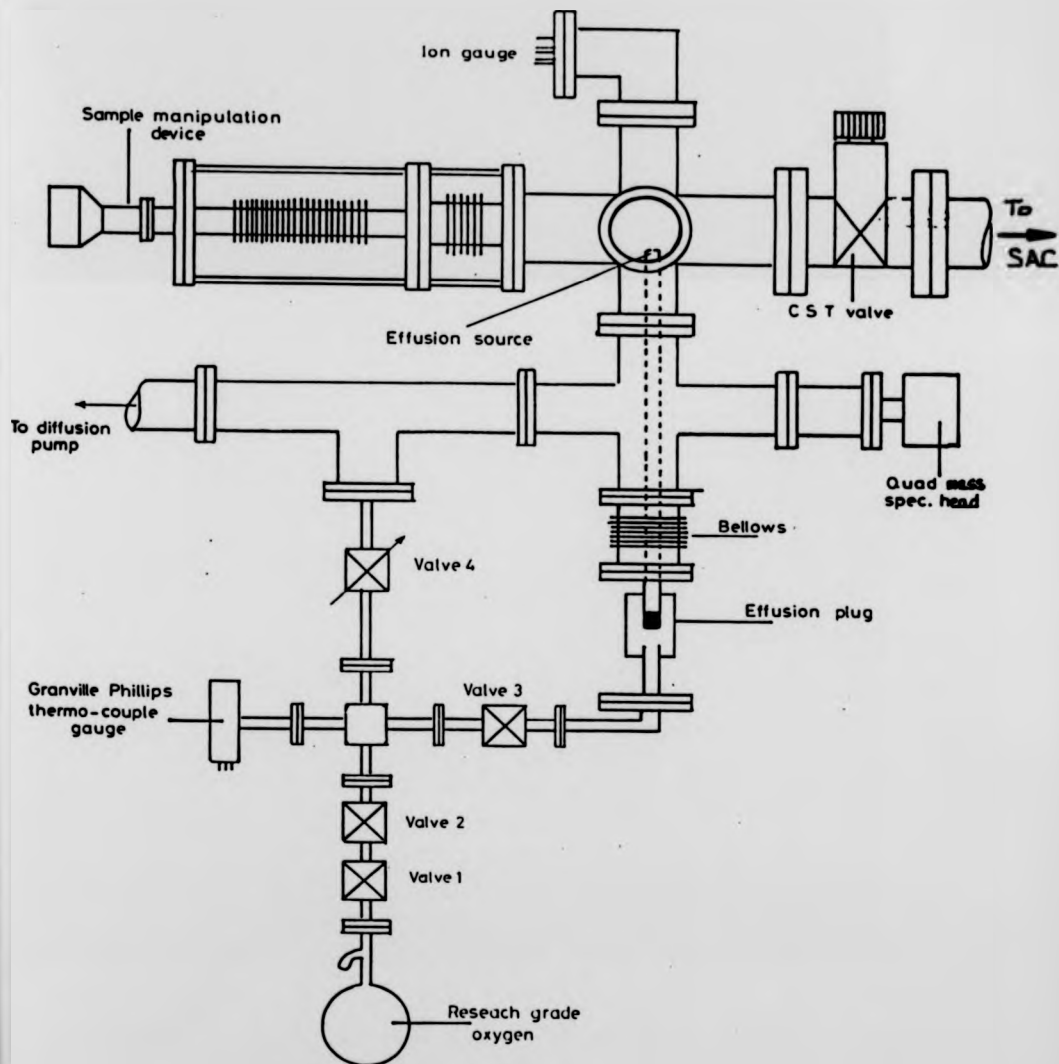 Ion gauge
Sample manipulation
device
To
SAC
C S T valve
Effusion source
To diffusion
pump
Quad mass
spec. head
Bellows
Valve 4
Effusion plug
Granville Phillips
thermo-couple
gauge
Valve 3
Valve 2
Valve 1
Reseach grade
oxygen